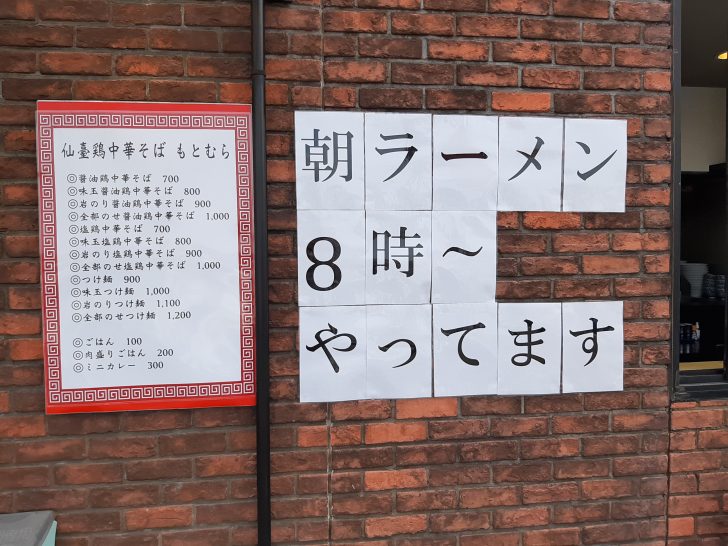 仙臺鶏中華そば もとむら
◎醤油鶏中華そば 700
◎味玉醤油鶏中華そば 800
◎岩のり醤油鶏中華そば 900
◎全部のせ醤油鶏中華そば 1,000
◎塩鶏中華そば 700
◎味玉塩鶏中華そば 800
◎岩のり塩鶏中華そば 900
◎全部のせ塩鶏中華そば 1,000
◎つけ麺 900
◎味玉つけ麺 1,000
◎岩のりつけ麺 1,100
◎全部のせつけ麺 1,200
◎ごはん 100
◎肉盛りごはん 200
◎ミニカレー 300
朝ラーメン
8時～
やってます